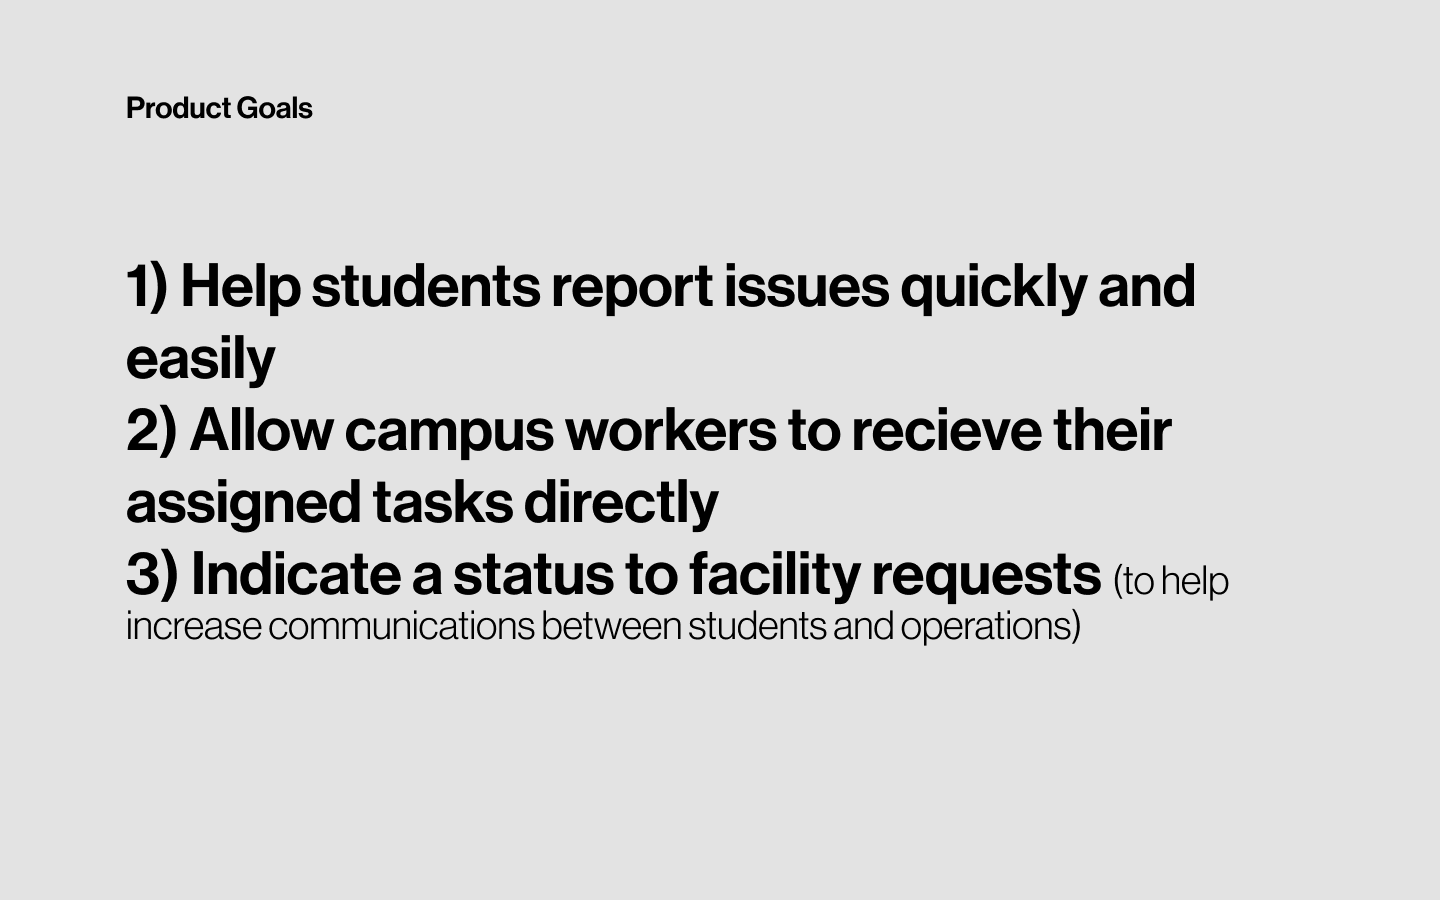 Product Goals
1) Help students report issues quickly and
easily
2) Allow campus workers to recieve their
assigned tasks directly
3) Indicate a status to facility requests (to help
increase communications between students and operations)